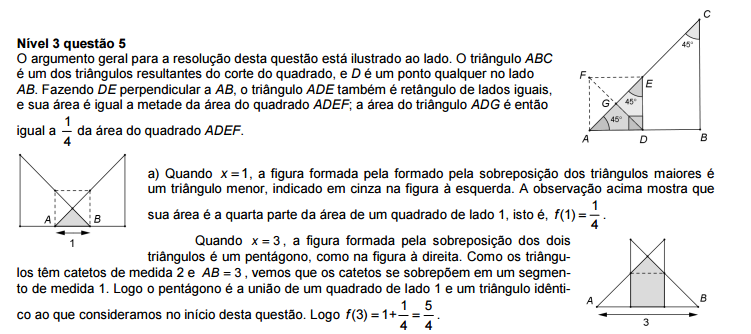 Nível 3 questão 5
O argumento geral para a resolução desta questão está ilustrado ao lado. O triângulo ABC
é um dos triângulos resultantes do corte do quadrado, e D é um ponto qualquer no lado
AB. Fazendo DE perpendicular a AB, o triângulo ADE também é retângulo de lados iguais,
e sua área é igual a metade da área do quadrado ADEF; a área do triângulo ADG é então
igual a 1/4 da área do quadrado ADEF.
C
45°
F
E
G
45°
45°
A
D
B
A
B
1
a) Quando x = 1, a figura formada pela formado pela sobreposição dos triângulos maiores é
um triângulo menor, indicado em cinza na figura à esquerda. A observação acima mostra que
sua área é a quarta parte da área de um quadrado de lado 1, isto é, f(1) = 1/4 .
Quando x = 3 , a figura formada pela sobreposição dos dois
triângulos é um pentágono, como na figura à direita. Como os triângu-
los têm catetos de medida 2 e AB = 3 , vemos que os catetos se sobrepõem em um segmen-
to de medida 1. Logo o pentágono é a união de um quadrado de lado 1 e um triângulo idênti-
co ao que consideramos no início desta questão. Logo f(3) = 1+ 1/4 = 5/4 .
A
B
3